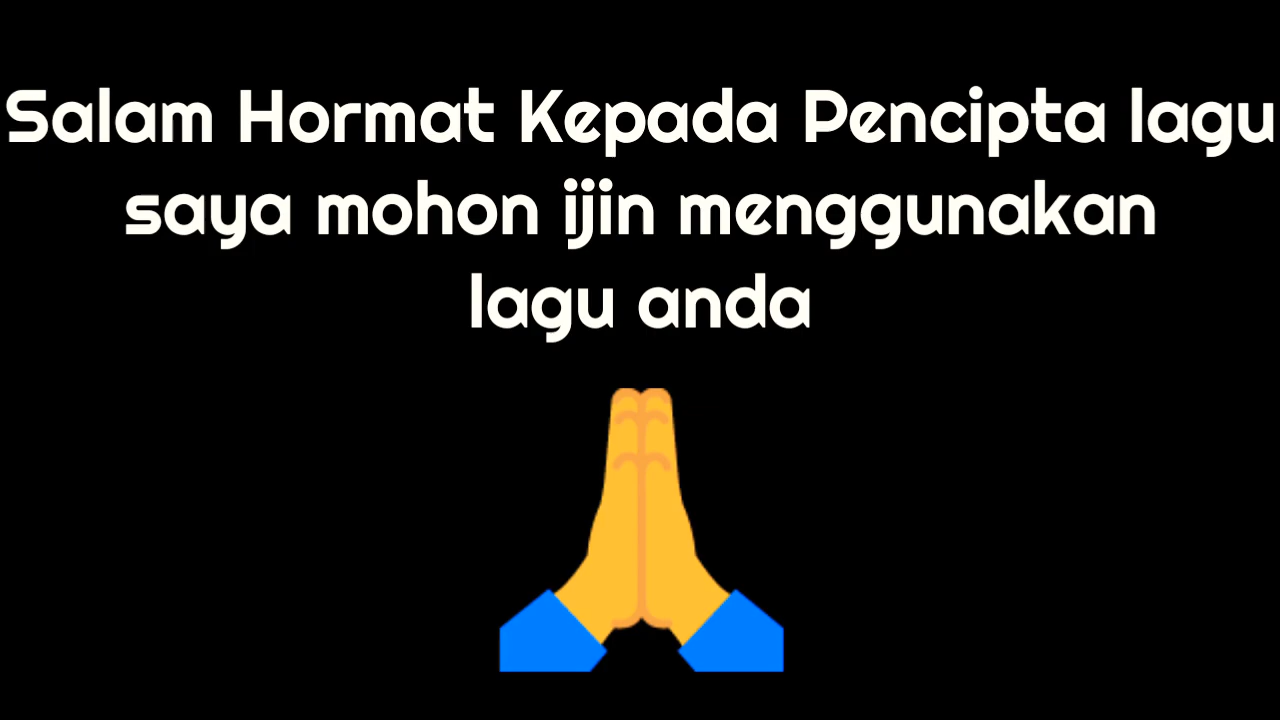 Salam Hormat Kepada Pencipta lagu
saya mohon ijin menggunakan
lagu anda